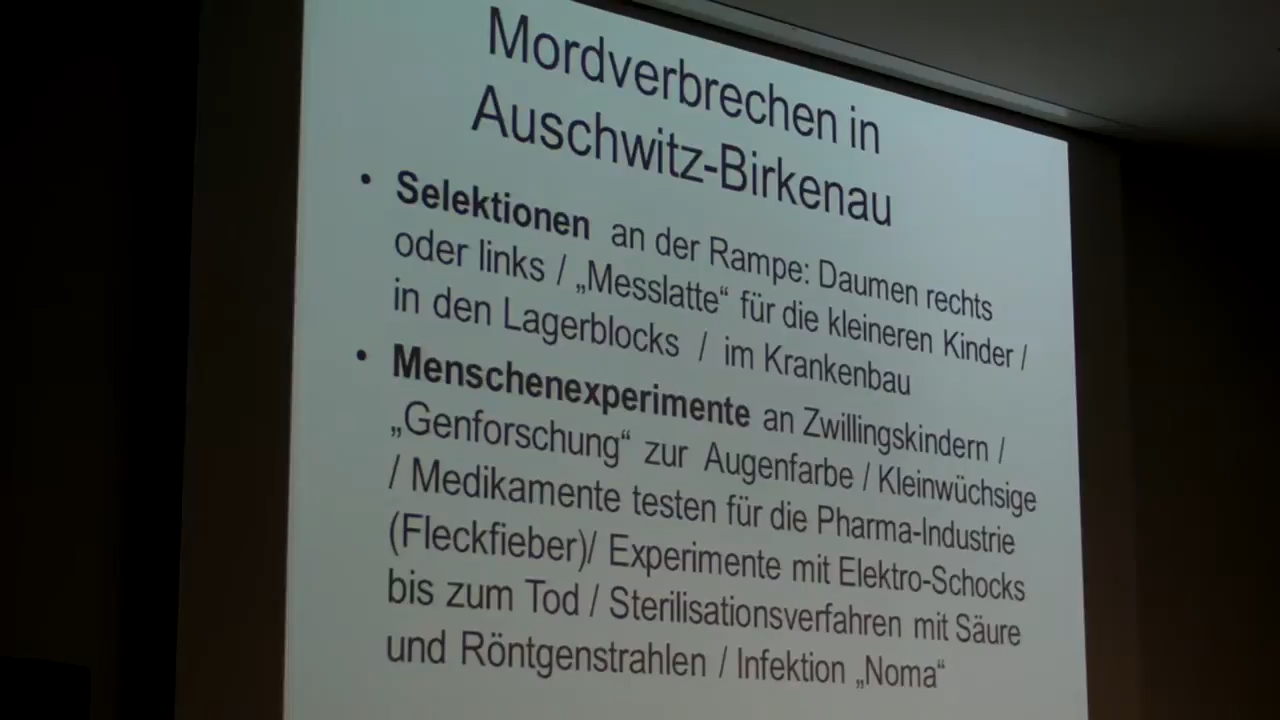 Mordverbrechen in
Auschwitz-Birkenau
• Selektionen an der Rampe: Daumen rechts
oder links / „Messlatte“ für die kleineren Kinder /
in den Lagerblocks / im Krankenbau
• Menschenexperimente an Zwillingskindern /
„Genforschung“ zur Augenfarbe / Kleinwüchsige
/ Medikamente testen für die Pharma-Industrie
(Fleckfieber)/ Experimente mit Elektro-Schocks
bis zum Tod / Sterilisationsverfahren mit Säure
und Röntgenstrahlen / Infektion „Noma“